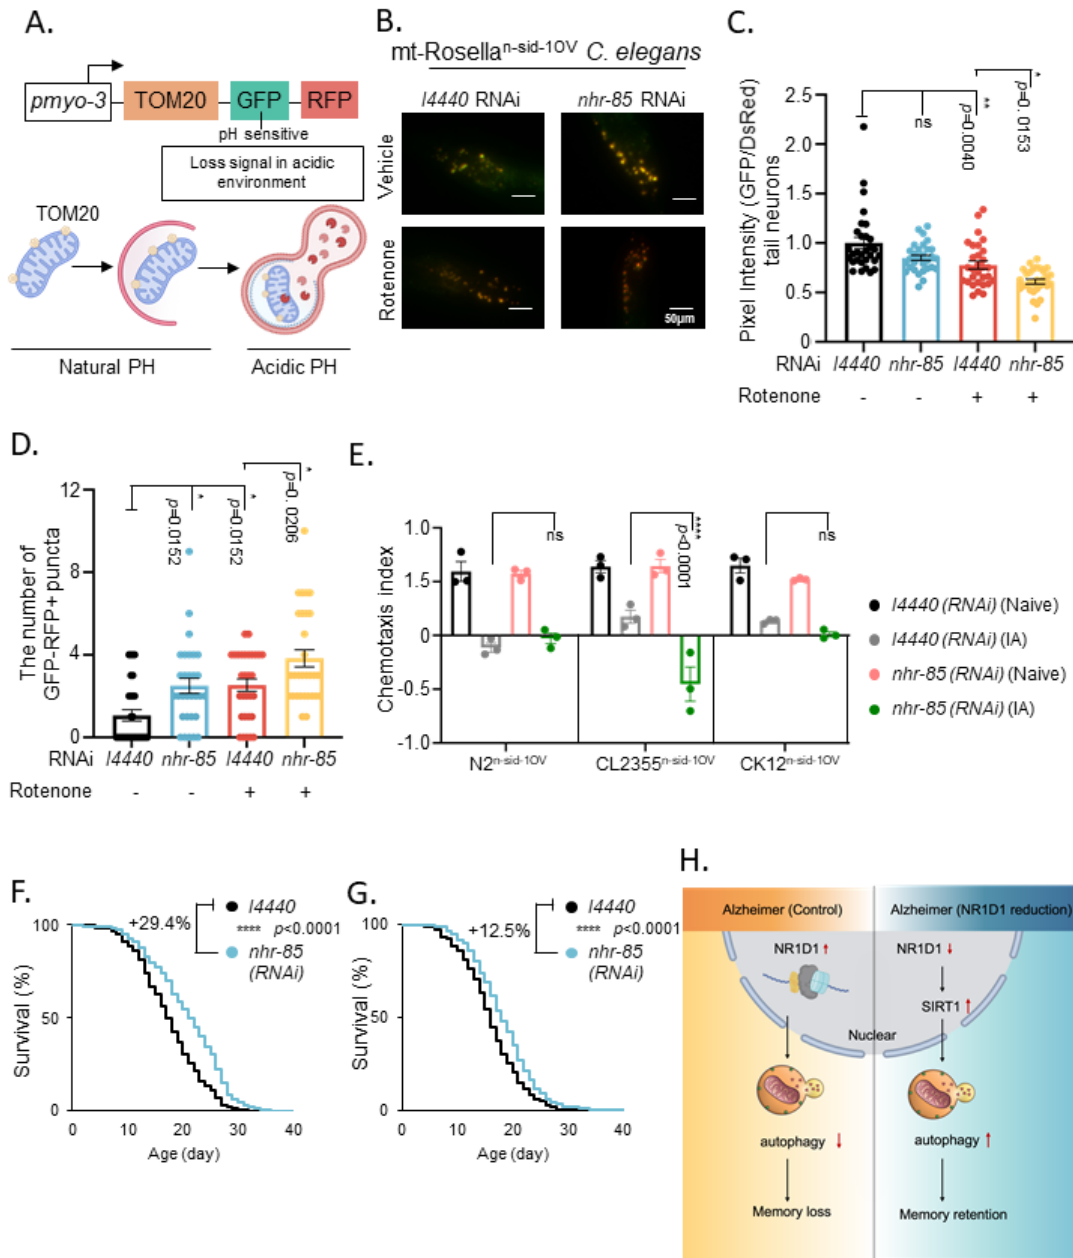 A.
pmyo-3
TOM20
GFP
RFP
pH sensitive
Loss signal in acidic
environment
TOM20
Natural PH
Acidic PH
B.
mt-Rosella^n-sid-1OV C. elegans
l4440 RNAi
nhr-85 RNAi
Vehicle
Rotenone
50μm
C.
Pixel Intensity (GFP/DsRed)
tail neurons
2.5
2.0
1.5
1.0
0.5
0
ns
**
p=0.0040
*
p=0.0153
RNAi l4440 nhr-85 l4440 nhr-85
Rotenone - - + +
D.
The number of
GFP-RFP+ puncta
12
8
4
0
*
p=0.0152
*
p=0.0152
*
p=0.0206
RNAi l4440 nhr-85 l4440 nhr-85
Rotenone - - + +
E.
Chemotaxis index
1.0
1.5
0
-0.5
-1.0
ns
****
p<0.0001
ns
N2^n-sid-1OV
CL2355^n-sid-1OV
CK12^n-sid-1OV
l4440 (RNAi) (Naive)
l4440 (RNAi) (IA)
nhr-85 (RNAi) (Naive)
nhr-85 (RNAi) (IA)
F.
Survival (%)
100
50
0
+29.4%
l4440
**** p<0.0001
nhr-85
(RNAi)
0 10 20 30 40
Age (day)
G.
Survival (%)
100
50
0
+12.5%
l4440
**** p<0.0001
nhr-85
(RNAi)
0 10 20 30 40
Age (day)
H.
Alzheimer (Control)
Alzheimer (NR1D1 reduction)
NR1D1
NR1D1
SIRT1
Nuclear
autophagy
autophagy
Memory loss
Memory retention